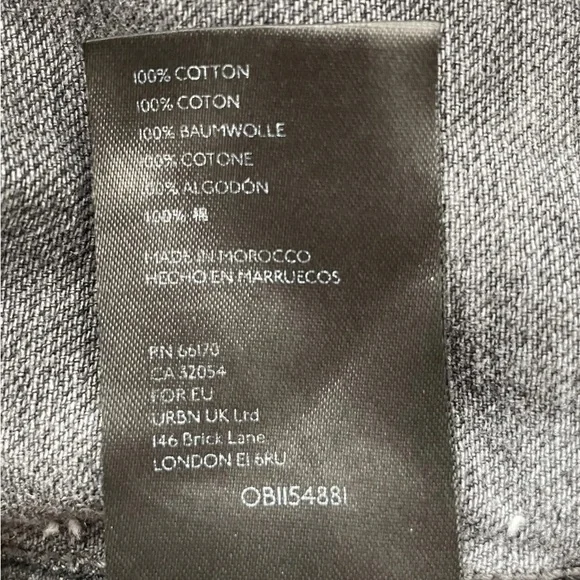 100% COTTON
100% COTON
100% BAUMWOLLE
100% COTONE
100% ALGODÓN
100% 棉
MADE IN MOROCCO
HECHO EN MARRUECOS
RN 66170
CA 32054
FOR EU
URBN UK Ltd
146 Brick Lane
LONDON E1 6RU
OB1154881